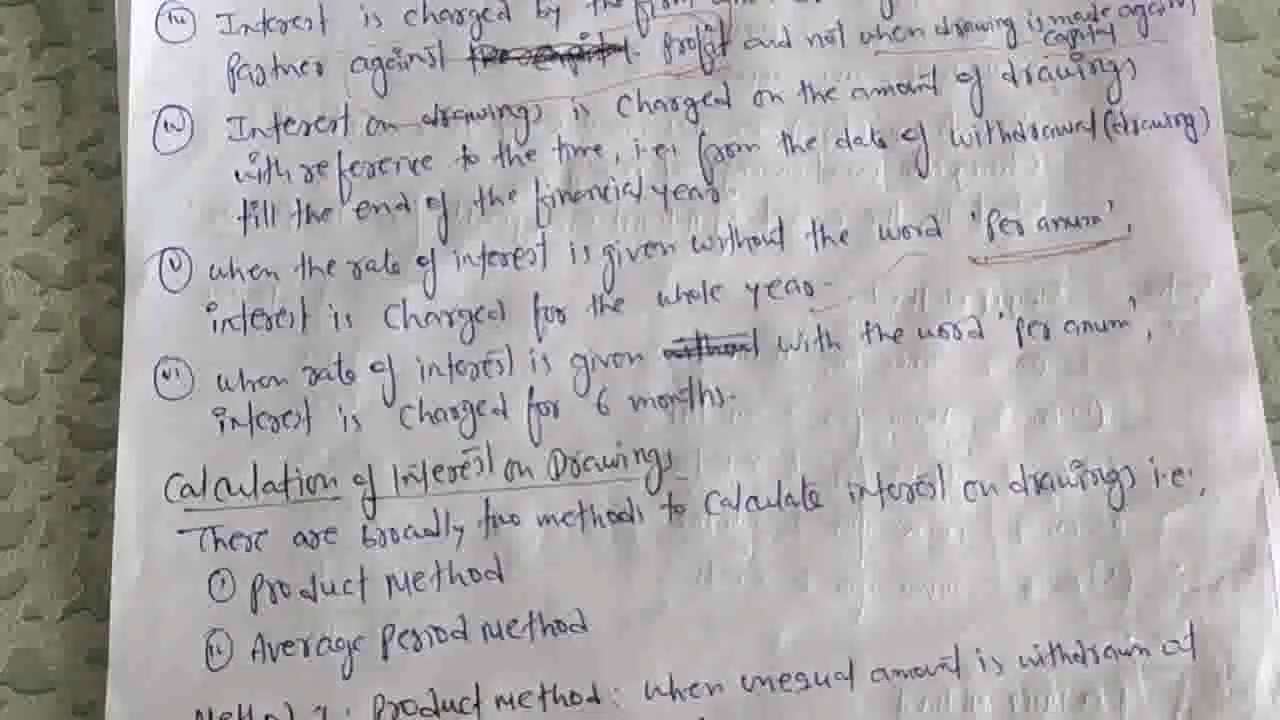 (iii) Interest is charged by the
Partner against profit and not when drawing is made against
capital
(iv) Interest on drawings is charged on the amount of drawings
with reference to the time, i.e. from the date of withdrawal (drawing)
till the end of the financial year.
(v) when the rate of interest is given without the word 'Per anum',
interest is charged for the whole year.
(vi) when rate of interest is given with the word 'per anum',
interest is charged for 6 months.
Calculation of Interest on Drawings
There are broadly two methods to calculate interest on drawings i.e.,
(i) Product Method
(ii) Average Period Method
Product method: when unequal amount is withdrawn at